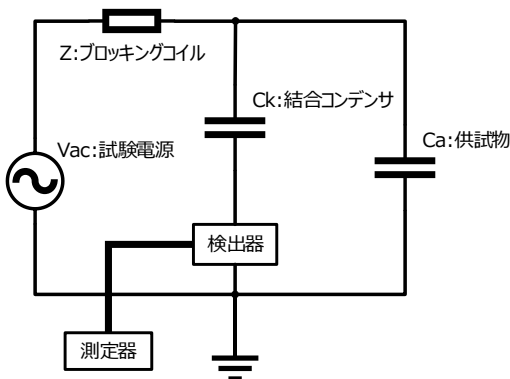 Z:ブロッキングコイル
Ck:結合コンデンサ
Vac:試験電源
Ca:供試物
検出器
測定器